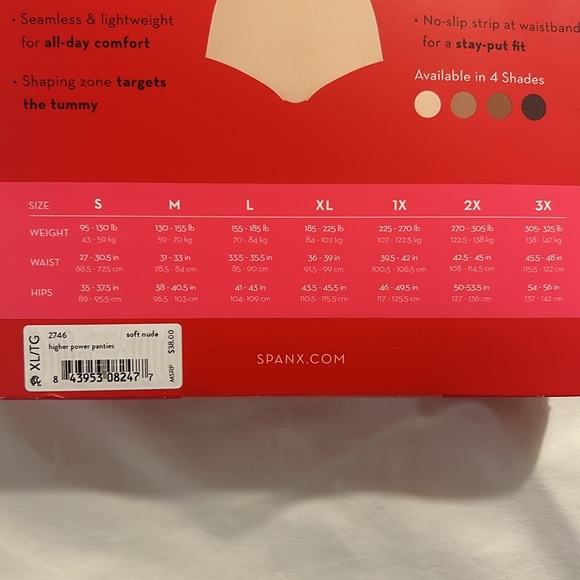 • Seamless & lightweight
for all-day comfort
• Shaping zone targets
the tummy
• No-slip strip at waistband
for a stay-put fit
Available in 4 Shades
SIZE S M L XL 1X 2X 3X
WEIGHT 95 - 130 lb 130 - 155 lb 155 - 185 lb 185 - 225 lb 225 - 270 lb 270 - 305 lb 305- 325 lb
43 - 59 kg 59 - 70 kg 70 - 84 kg 84 - 102 kg 102 - 122.5 kg 122.5 - 138 kg 138 - 147 kg
WAIST 27 - 30.5 in 31 - 33 in 33.5 - 35.5 in 36 - 39 in 39.5 - 42 in 42.5 - 45 in 45.5 - 48 in
68.5 - 77.5 cm 78.5 - 84 cm 85 - 90 cm 91.5 - 99 cm 100.5 - 106.5 cm 108 - 114.5 cm 115.5 - 122 cm
HIPS 35 - 37.5 in 38 - 40.5 in 41 - 43 in 43.5 - 45.5 in 46 - 49.5 in 50-53.5 in 54 - 56 in
89 - 95.5 cm 96.5 - 103 cm 104- 109 cm 110.5 - 115.5 cm 117 - 125.5 cm 127 - 136 cm 137 - 142 cm
XL/TG
2746 soft nude
higher power panties
8 43953 08247 7
MSRP $38.00
SPANX.COM